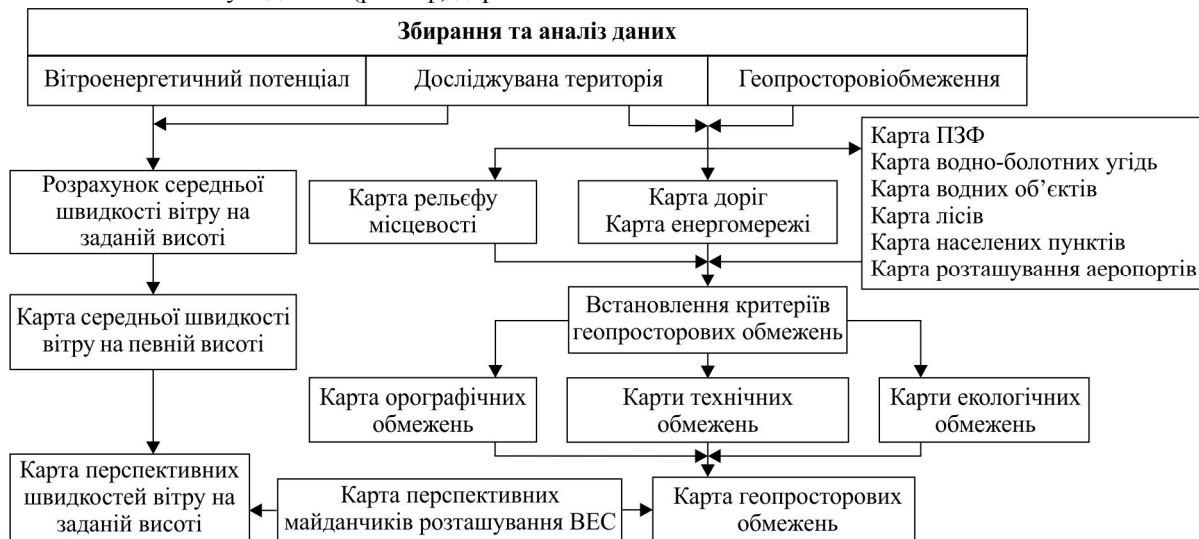 Збирання та аналіз даних
Вітроенергетичний потенціал
Досліджувана територія
Геопросторовіобмеження
Карта ПЗФ
Карта водно-болотних угідь
Карта водних об’єктів
Карта лісів
Карта населених пунктів
Карта розташування аеропортів
Розрахунок середньої
швидкості вітру на
заданій висоті
Карта рельєфу
місцевості
Карта доріг
Карта енергомережі
Карта середньої швидкості
вітру на певній висоті
Встановлення критеріїв
геопросторових обмежень
Карта орографічних
обмежень
Карти технічних
обмежень
Карти екологічних
обмежень
Карта перспективних
швидкостей вітру на
заданій висоті
Карта перспективних
майданчиків розташування ВЕС
Карта геопросторових
обмежень